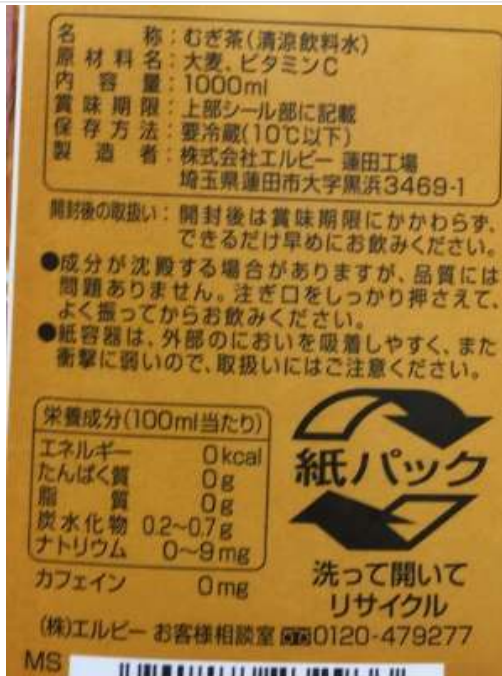 名称：むぎ茶（清涼飲料水）
原材料名：大麦、ビタミンC
内容量：1000ml
賞味期限：上部シール部に記載
保存方法：要冷蔵（10℃以下）
製造者：株式会社エルビー 蓮田工場
埼玉県蓮田市大字黒浜3469-1
開封後の取扱い：開封後は賞味期限にかかわらず、
できるだけ早めにお飲みください。
●成分が沈殿する場合がありますが、品質には
問題ありません。注ぎ口をしっかり押さえて、
よく振ってからお飲みください。
●紙容器は、外部のにおいを吸着しやすく、また
衝撃に弱いので、取扱いにはご注意ください。
栄養成分（100ml当たり）
エネルギー 0kcal
たんぱく質 0g
脂質 0g
炭水化物 0.2～0.7g
ナトリウム 0～9mg
カフェイン 0mg
紙パック
洗って開いて
リサイクル
（株）エルビー お客様相談室 0120-479277
MS